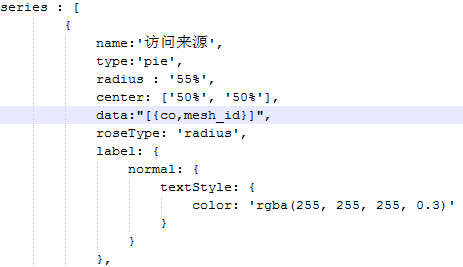 series : [
{
name:'访问来源',
type:'pie',
radius : '55%',
center: ['50%', '50%'],
data:"[{co,mesh_id}]",
roseType: 'radius',
label: {
normal: {
textStyle: {
color: 'rgba(255, 255, 255, 0.3)'
}
}
},